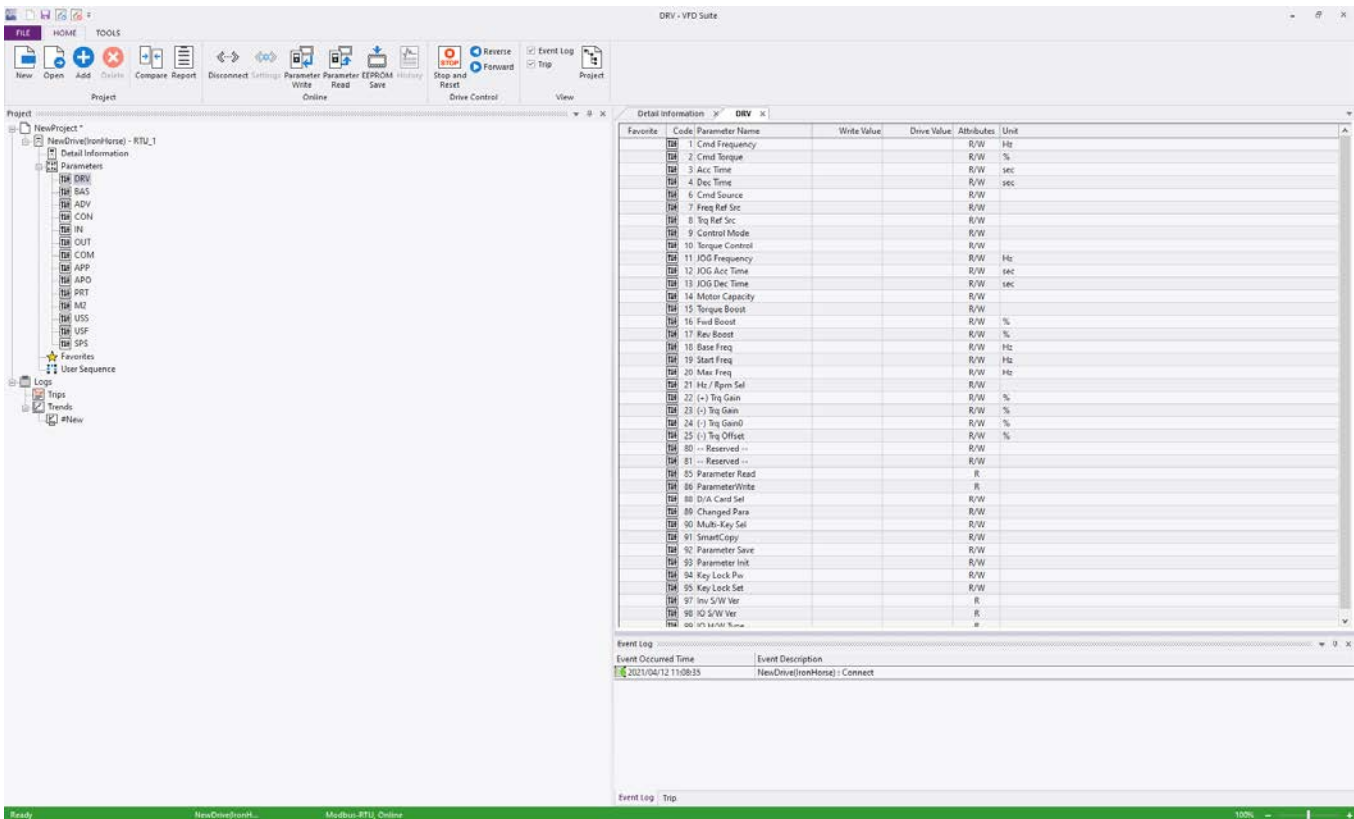 DRV - VFD Suite
FILE HOME TOOLS
New Open Add Delete Compare Report Disconnect Settings Parameter Write Parameter Read EEPROM Save History Stop and Reset Reverse Forward Event Log Trip Project
Project Online Drive Control View
STOP
Project
NewProject *
NewDrive(IronHorse) - RTU_1
Detail Information
Parameters
DRV
BAS
ADV
CON
IN
OUT
COM
APP
APO
PRT
M2
USS
USF
SPS
Favorites
User Sequence
Logs
Trips
Trends
#New
Detail Information DRV
Favorite Code Parameter Name Write Value Drive Value Attributes Unit
1 Cmd Frequency R/W Hz
2 Cmd Torque R/W %
3 Acc Time R/W sec
4 Dec Time R/W sec
6 Cmd Source R/W
7 Freq Ref Src R/W
8 Trq Ref Src R/W
9 Control Mode R/W
10 Torque Control R/W
11 JOG Frequency R/W Hz
12 JOG Acc Time R/W sec
13 JOG Dec Time R/W sec
14 Motor Capacity R/W
15 Torque Boost R/W
16 Fwd Boost R/W %
17 Rev Boost R/W %
18 Base Freq R/W Hz
19 Start Freq R/W Hz
20 Max Freq R/W Hz
21 Hz / Rpm Sel R/W
22 (+) Trq Gain R/W %
23 (-) Trq Gain R/W %
24 (-) Trq Gain0 R/W %
25 (-) Trq Offset R/W %
80 -- Reserved -- R/W
81 -- Reserved -- R/W
85 Parameter Read R
86 ParameterWrite R
88 D/A Card Sel R/W
89 Changed Para R/W
90 Multi-Key Sel R/W
91 SmartCopy R/W
92 Parameter Save R/W
93 Parameter Init R/W
94 Key Lock Pw R/W
95 Key Lock Set R/W
97 Inv S/W Ver R
98 IO S/W Ver R
99 IO H/W Type R
Event Log
Event Occurred Time Event Description
2021/04/12 11:08:35 NewDrive(IronHorse) : Connect
Event Log Trip
Ready NewDrive(IronH... Modbus-RTU, Online 100%